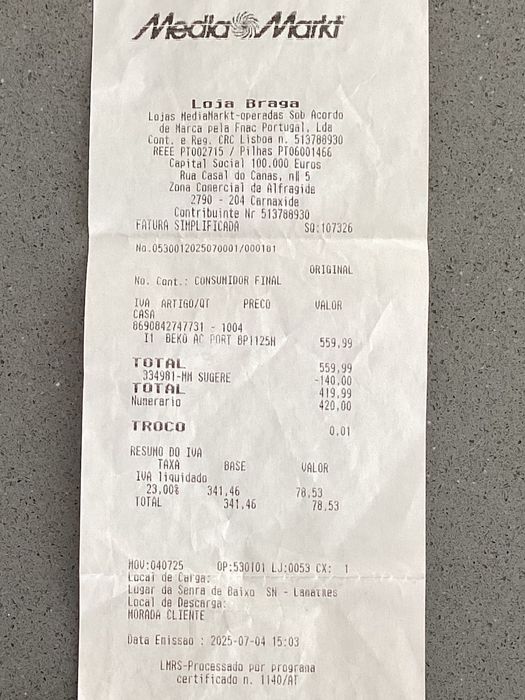 MediaMarkt
Loja Braga
Lojas MediaMarkt-operadas Sob Acordo
de Marca pela Fnac Portugal, Lda
Cont. e Reg. CRC Lisboa n. 513788930
REEE PT002715 / Pilhas PT06001466
Capital Social 100.000 Euros
Rua Casal do Canas, nº 5
Zona Comercial de Alfragide
2790 - 204 Carnaxide
Contribuinte Nr 513788930
FATURA SIMPLIFICADA SQ:107326
No.0530012025070001/000181
ORIGINAL
No. Cont.: CONSUMIDOR FINAL
IVA ARTIGO/QT PRECO VALOR
CASA
8690842747731 - 1004
I1 BEKO AC PORT BP112SH 559,99
TOTAL 559,99
334981-MM SUGERE -140,00
TOTAL 419,99
Numerario 420,00
TROCO 0,01
RESUMO DO IVA
TAXA BASE VALOR
IVA liquidado
23,00% 341,46 78,53
TOTAL 341,46 78,53
MOV:040725 OP:530101 LJ:0053 CX: 1
Local de Carga:
Lugar da Senra de Baixo SN - Lamacaes
Local de Descarga:
MORADA CLIENTE
Data Emissao : 2025-07-04 15:03
LMRS-Processado por programa
certificado n. 1140/AT